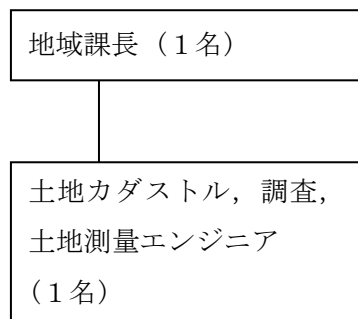 地域課長（１名）
土地カダストル，調査，
土地測量エンジニア
（１名）